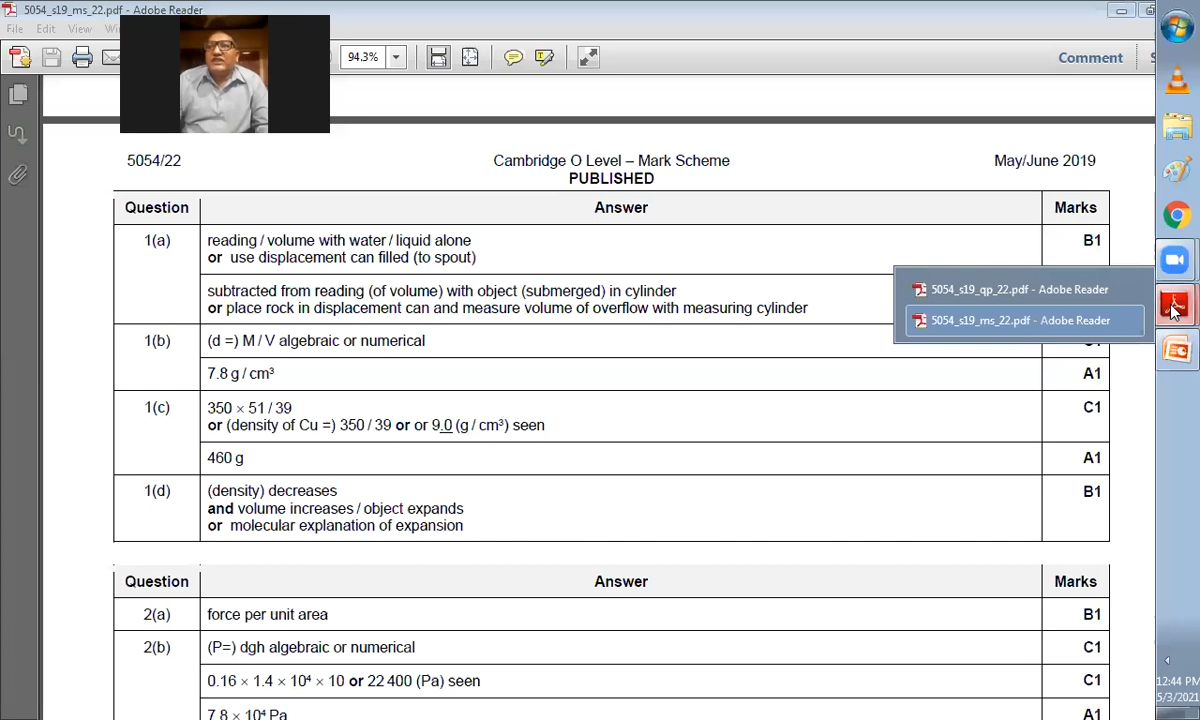 5054_s19_ms_22.pdf - Adobe Reader
File Edit View
94.3%
Comment
5054/22
Cambridge O Level – Mark Scheme
PUBLISHED
May/June 2019
Question Answer Marks
1(a) reading / volume with water / liquid alone B1
or use displacement can filled (to spout)
subtracted from reading (of volume) with object (submerged) in cylinder
or place rock in displacement can and measure volume of overflow with measuring cylinder
5054_s19_qp_22.pdf - Adobe Reader
5054_s19_ms_22.pdf - Adobe Reader
1(b) (d =) M / V algebraic or numerical
7.8 g / cm³ A1
1(c) 350 × 51 / 39 C1
or (density of Cu =) 350 / 39 or or 9.0 (g / cm³) seen
460 g A1
1(d) (density) decreases B1
and volume increases / object expands
or molecular explanation of expansion
Question Answer Marks
2(a) force per unit area B1
2(b) (P=) dgh algebraic or numerical C1
0.16 × 1.4 × 10⁴ × 10 or 22 400 (Pa) seen C1
7.8 × 10⁴ Pa A1
12:44 PM
5/3/2021